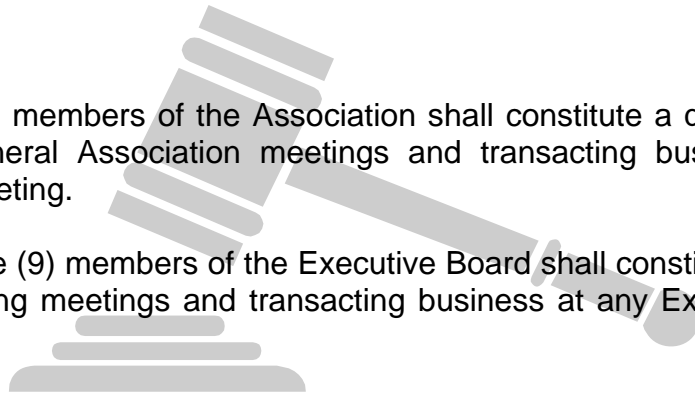 members of the Association shall constitute a
neral Association meetings and transacting bus
eting.
e (9) members of the Executive Board shall consti
ng meetings and transacting business at any Ex